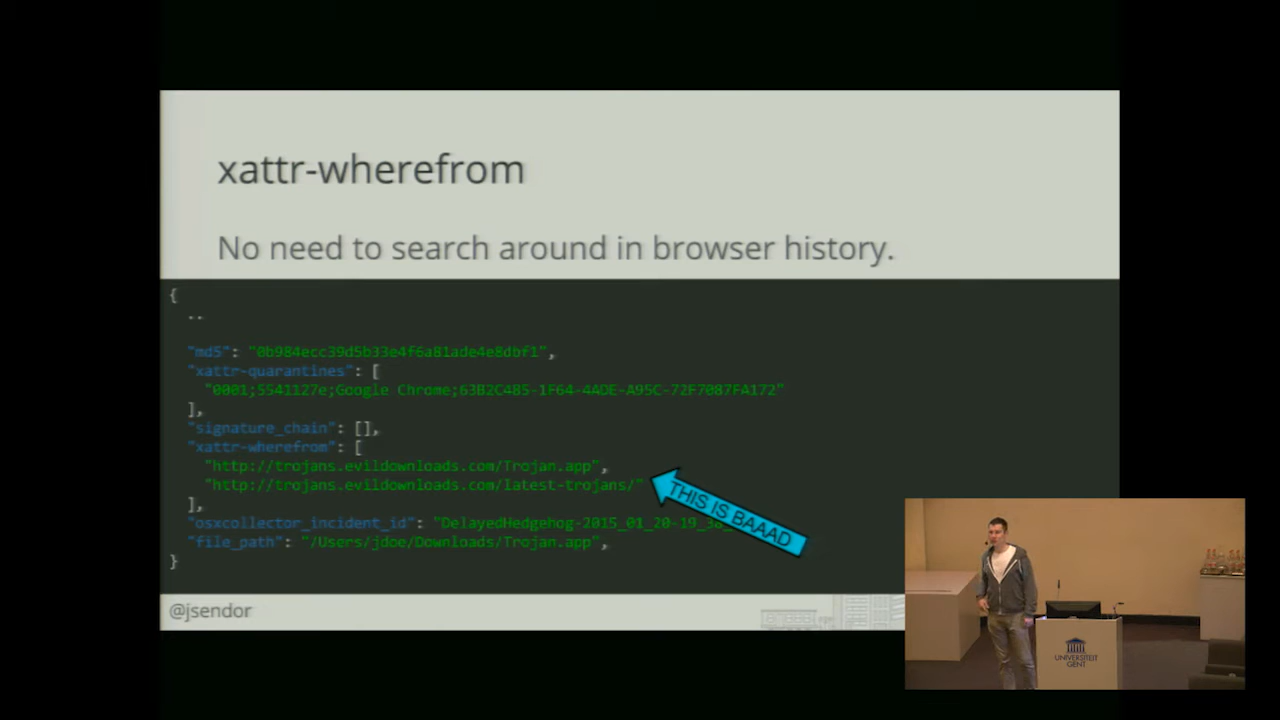 xattr-wherefrom
No need to search around in browser history.
{
..
"md5": "0b984ecc39d5b33e4f6a81ade4e8dbf1",
"xattr-quarantines": [
"0001;5541127e;Google Chrome;63B2C485-1F64-4ADE-A95C-72F7087FA172"
],
"signature_chain": [],
"xattr-wherefrom": [
"http://trojans.evildownloads.com/Trojan.app",
"http://trojans.evildownloads.com/latest-trojans/"
],
THIS IS BAAAD
"osxcollector_incident_id": "DelayedHedgehog-2015_01_20-19_38_
"file_path": "/Users/jdoe/Downloads/Trojan.app",
}
@jsendor
UNIVERSITEIT
GENT